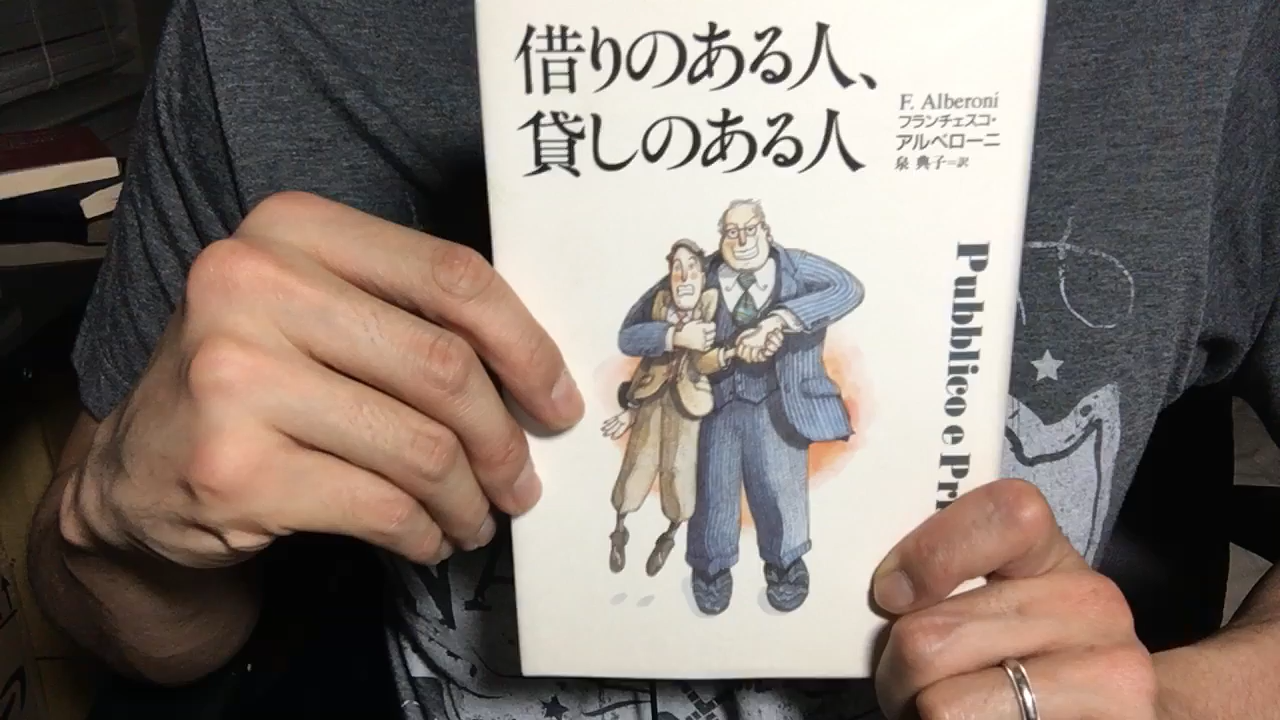 借りのある人、
貸しのある人
F. Alberoni
フランチェスコ・
アルベローニ
泉 典子=訳
Pubblico e Pri